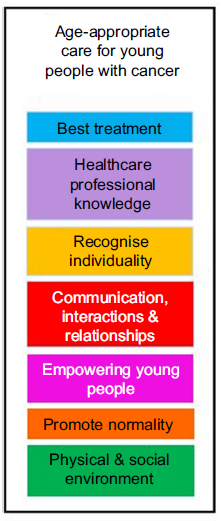 Age-appropriate
care for young
people with cancer
Best treatment
Healthcare
professional
knowledge
Recognise
individuality
Communication,
interactions &
relationships
Empowering young
people
Promote normality
Physical & social
environment